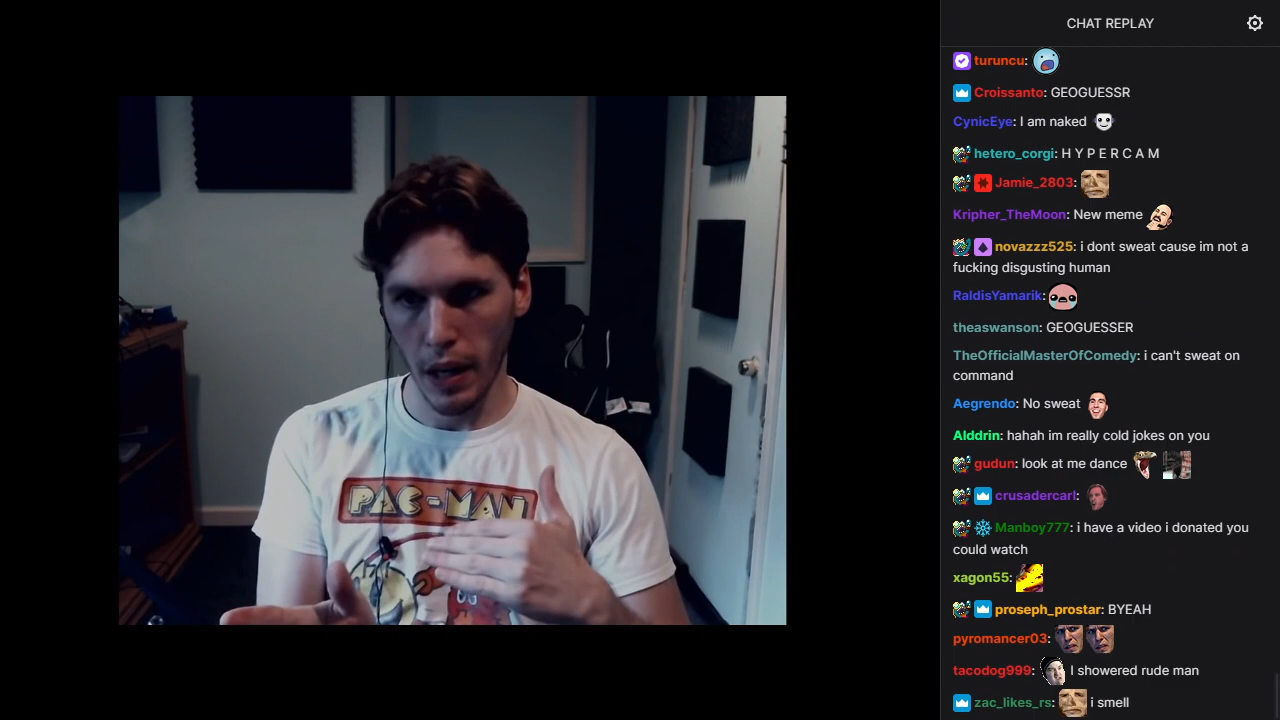 CHAT REPLAY
turuncu:
Croissanto: GEOGUESSR
CynicEye: I am naked
hetero_corgi: H Y P E R C A M
Jamie_2803:
Kripher_TheMoon: New meme
novazzz525: i dont sweat cause im not a
fucking disgusting human
RaldisYamarik:
theaswanson: GEOGUESSER
TheOfficialMasterOfComedy: i can't sweat on
command
Aegrendo: No sweat
Alddrin: hahah im really cold jokes on you
gudun: look at me dance
crusadercarl:
Manboy777: i have a video i donated you
could watch
xagon55:
proseph_prostar: BYEAH
pyromancer03:
tacodog999: I showered rude man
zac_likes_rs: i smell
PAC-MAN